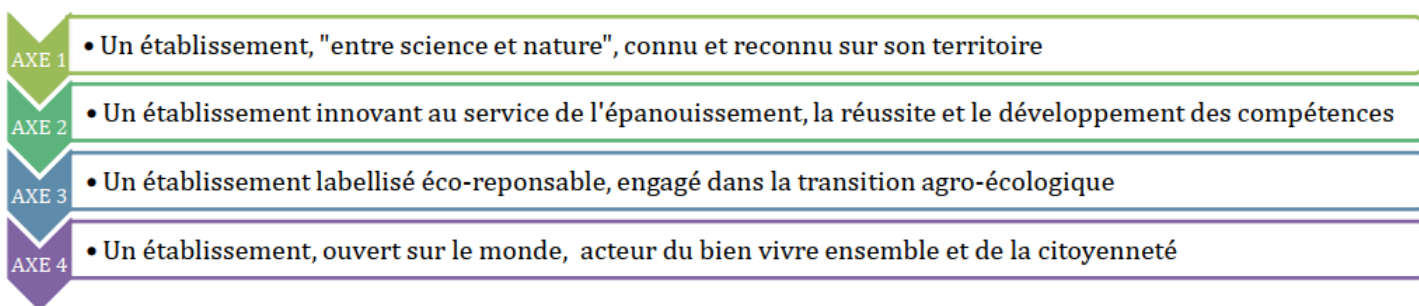 AXE 1 • Un établissement, "entre science et nature", connu et reconnu sur son territoire
AXE 2 • Un établissement innovant au service de l'épanouissement, la réussite et le développement des compétences
AXE 3 • Un établissement labellisé éco-reponsable, engagé dans la transition agro-écologique
AXE 4 • Un établissement, ouvert sur le monde, acteur du bien vivre ensemble et de la citoyenneté